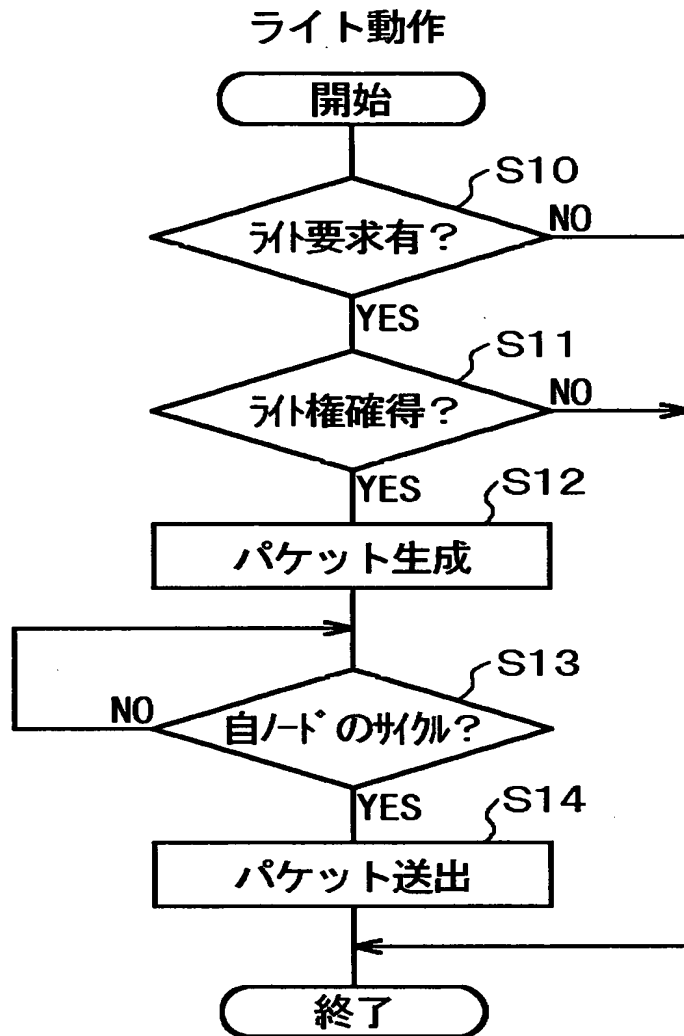 ライト動作
開始
S10
ﾗｲﾄ要求有？
NO
YES
S11
ﾗｲﾄ権確得？
NO
YES
S12
パケット生成
S13
自ﾉｰﾄﾞのｻｲｸﾙ？
NO
YES
S14
パケット送出
終了